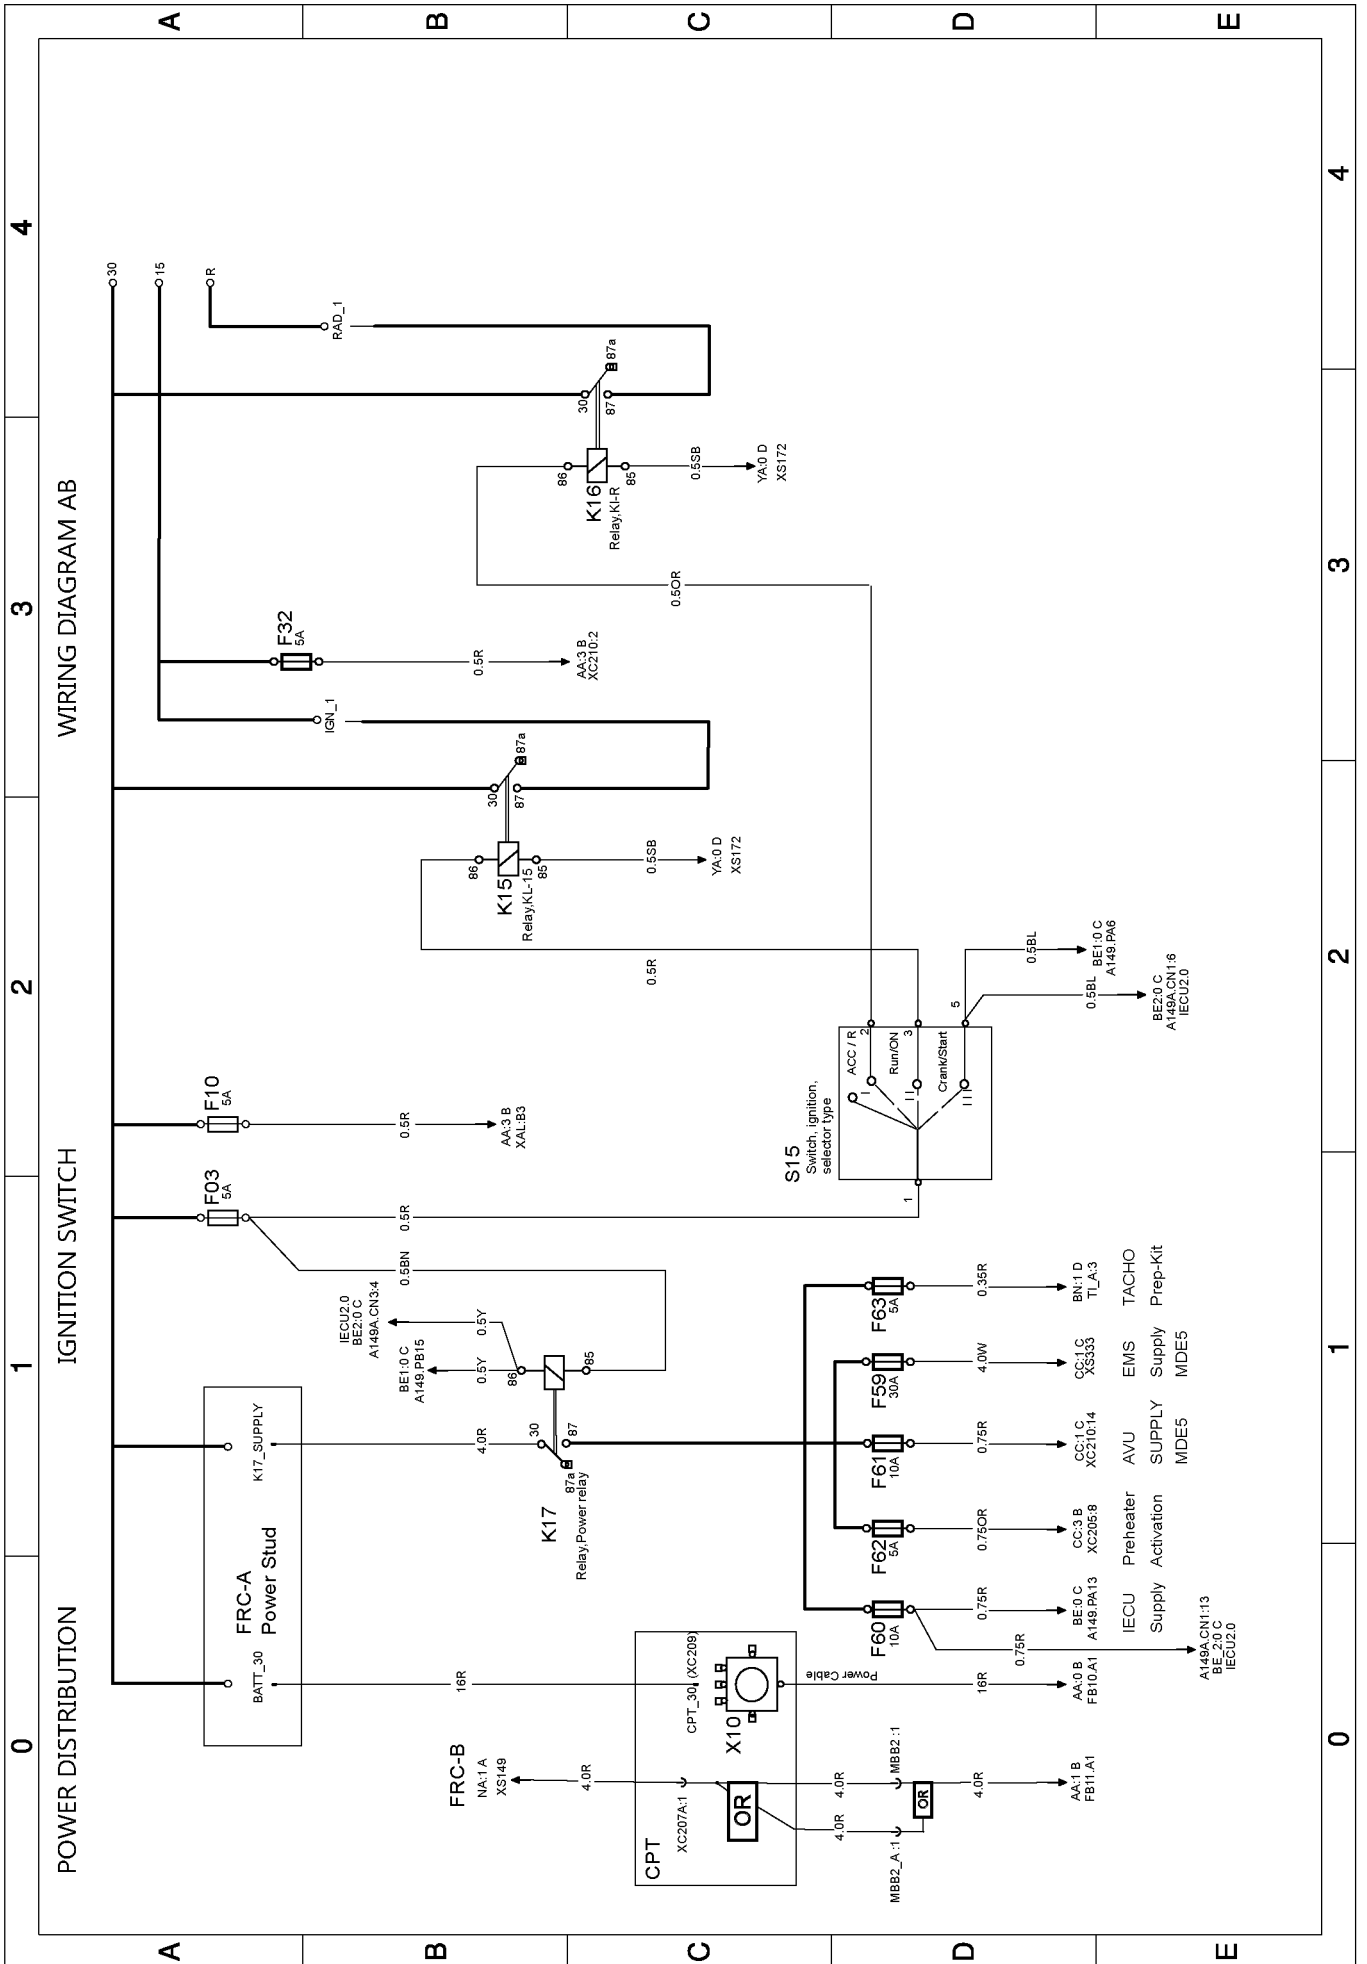 POWER DISTRIBUTION
IGNITION SWITCH
WIRING DIAGRAM AB
0
1
2
3
4
A
B
C
D
E
30
15
R
FRC-A
Power Stud
BATT_30
K17_SUPPLY
16R
4.0R
FRC-B
NA:1 A
XS149
4.0R
CPT
XC207A:1
OR
CPT_30 (XC209)
X10
Power Cable
4.0R
4.0R
MBB2_A :1
MBB2 :1
OR
4.0R
AA:1 B
FB11.A1
16R
AA:0 B
FB10.A1
K17
Relay,Power relay
30
87
87a
86
85
0.5Y
0.5Y
BE1:0 C
A149.PB15
IECU2.0
BE2:0 C
A149A.CN3:4
0.5BN
F03
5A
0.5R
F10
5A
0.5R
AA:3 B
XAL:B3
F60
10A
0.75R
BE:0 C
A149.PA13
IECU
Supply
0.75R
A149A.CN1:13
BE_2:0 C
IECU2.0
F62
5A
0.75OR
CC:3 B
XC205:8
Preheater
Activation
F61
10A
0.75R
CC:1 C
XC210:14
AVU
SUPPLY
MDE5
F59
30A
4.0W
CC:1 C
XS333
EMS
Supply
MDE5
F63
5A
0.35R
BN:1 D
TI_A:3
TACHO
Prep-Kit
S15
Switch, ignition,
selector type
1
ACC / R
2
I
Run/ON
3
II
Crank/Start
5
III
0.5BL
BE1:0 C
A149.PA6
0.5BL
BE2:0 C
A149A.CN1:6
IECU2.0
0.5R
K15
Relay,KL-15
86
85
30
87
87a
0.5SB
YA:0 D
XS172
IGN_1
F32
5A
0.5R
AA:3 B
XC210:2
0.5OR
K16
Relay,Kl-R
86
85
30
87
87a
0.5SB
YA:0 D
XS172
RAD_1
A
B
C
D
E
0
1
2
3
4